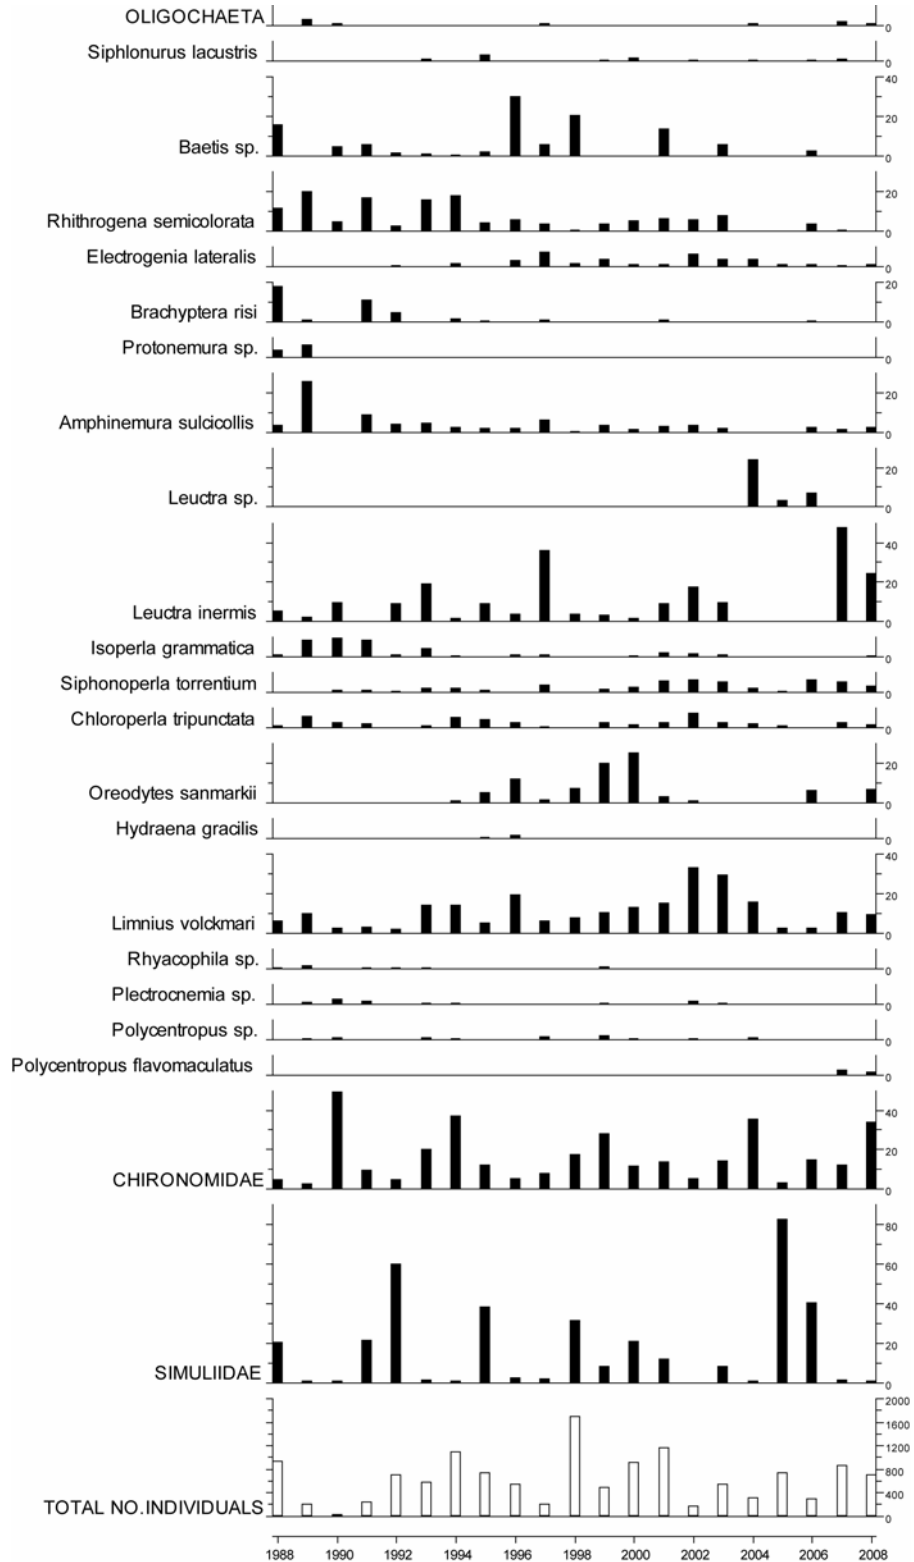 OLIGOCHAETA
0
Siphlonurus lacustris
0
40
20
Baetis sp.
0
20
Rhithrogena semicolorata
0
Electrogenia lateralis
0
20
Brachyptera risi
0
Protonemura sp.
0
20
Amphinemura sulcicollis
0
20
Leuctra sp.
0
40
20
Leuctra inermis
0
Isoperla grammatica
0
Siphonoperla torrentium
0
Chloroperla tripunctata
0
20
Oreodytes sanmarkii
0
Hydraena gracilis
0
40
20
Limnius volckmari
0
Rhyacophila sp.
0
Plectrocnemia sp.
0
Polycentropus sp.
0
Polycentropus flavomaculatus
0
40
20
CHIRONOMIDAE
0
80
60
40
20
SIMULIIDAE
0
2000
1600
1200
800
400
TOTAL NO.INDIVIDUALS
0
1988 1990 1992 1994 1996 1998 2000 2002 2004 2006 2008